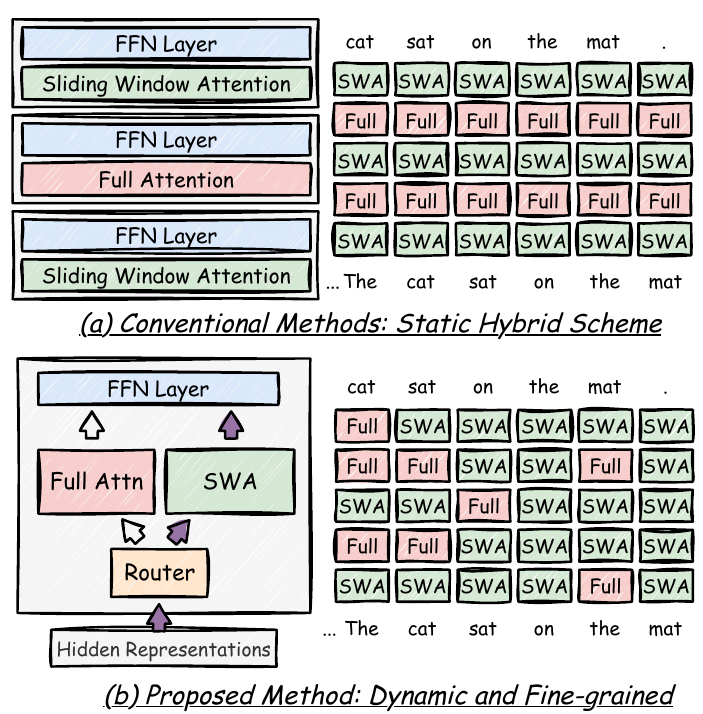 FFN Layer
Sliding Window Attention
FFN Layer
Full Attention
FFN Layer
Sliding Window Attention
cat sat on the mat .
SWA SWA SWA SWA SWA SWA
Full Full Full Full Full Full
SWA SWA SWA SWA SWA SWA
Full Full Full Full Full Full
SWA SWA SWA SWA SWA SWA
... The cat sat on the mat
(a) Conventional Methods: Static Hybrid Scheme
FFN Layer
Full Attn SWA
Router
Hidden Representations
cat sat on the mat .
Full SWA SWA SWA SWA SWA
Full Full SWA SWA Full SWA
SWA SWA Full SWA SWA SWA
Full Full SWA SWA SWA SWA
SWA SWA SWA SWA Full SWA
... The cat sat on the mat
(b) Proposed Method: Dynamic and Fine-grained